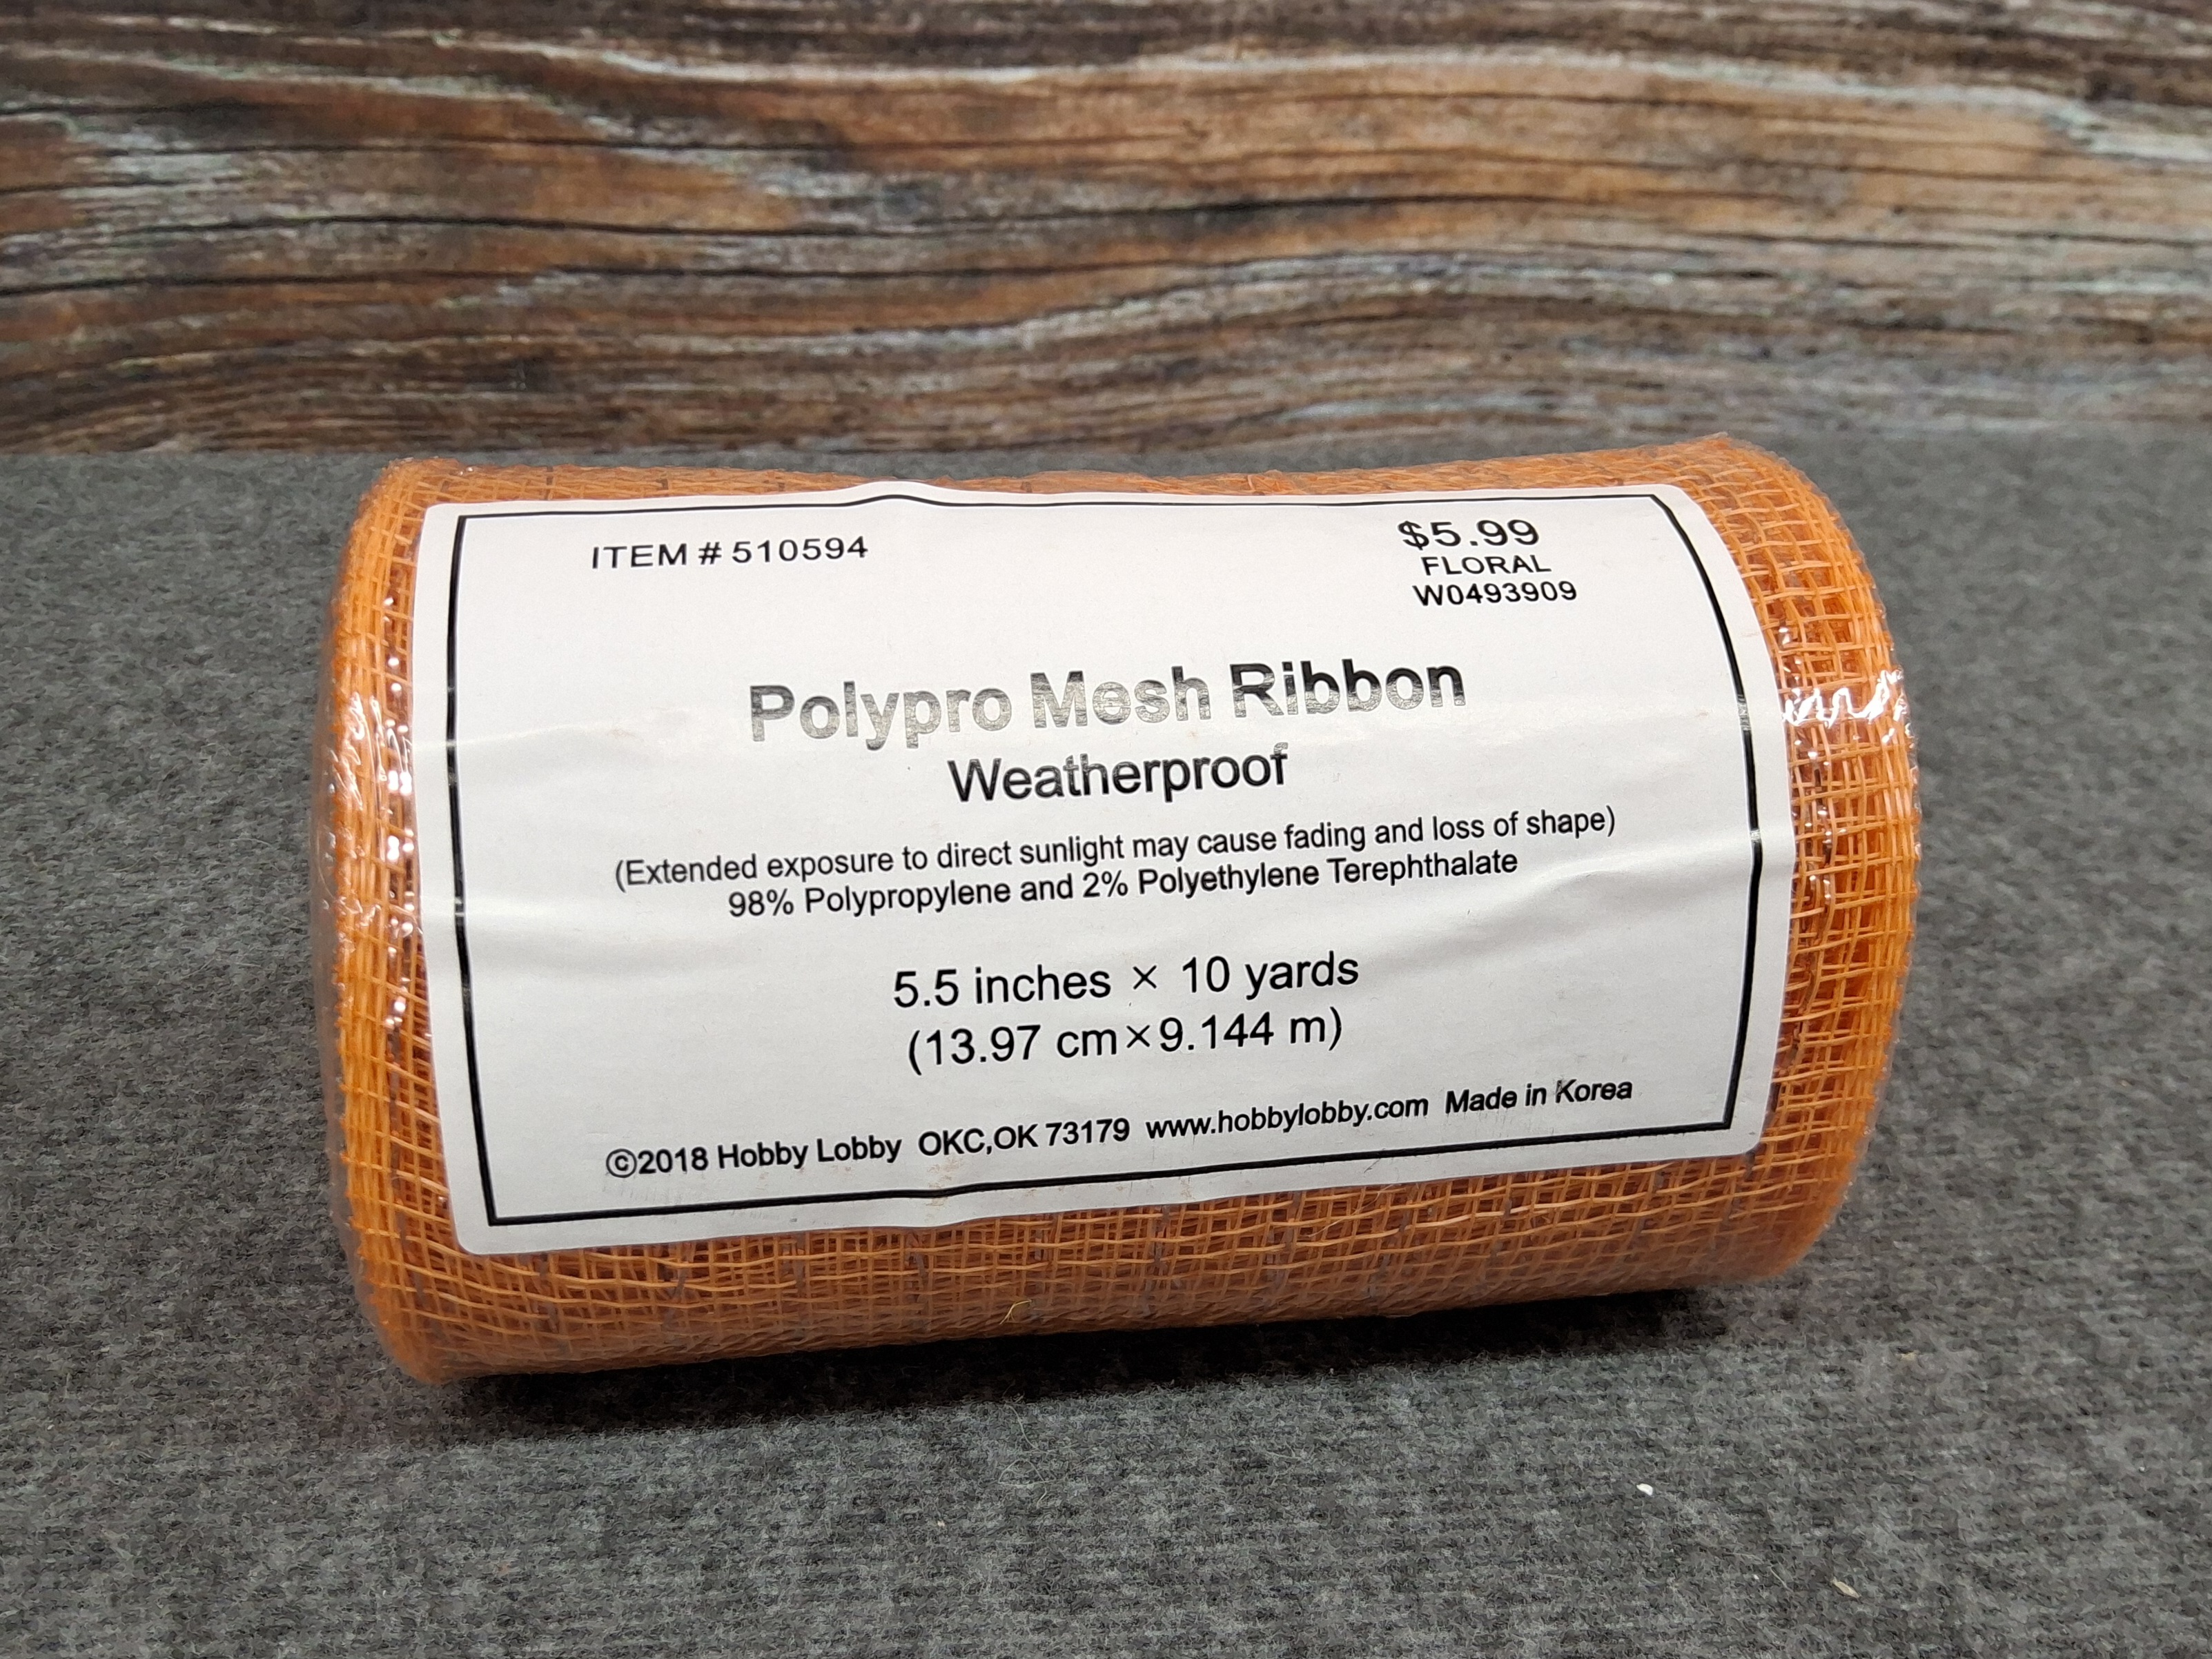 ITEM # 510594
$5.99
FLORAL
W0493909
Polypro Mesh Ribbon
Weatherproof
(Extended exposure to direct sunlight may cause fading and loss of shape)
98% Polypropylene and 2% Polyethylene Terephthalate
5.5 inches × 10 yards
(13.97 cm×9.144 m)
©2018 Hobby Lobby OKC,OK 73179 www.hobbylobby.com Made in Korea